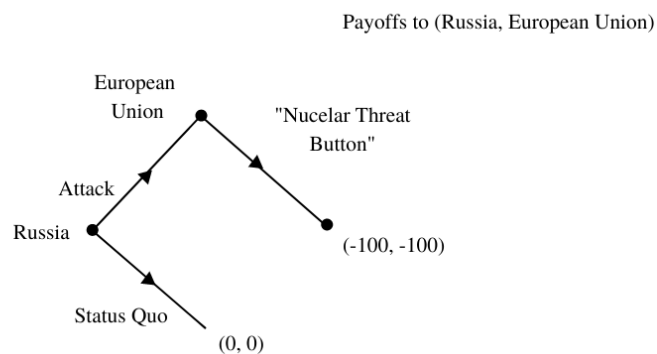 Payoffs to (Russia, European Union)
European
Union
"Nucelar Threat
Button"
Attack
Russia
(-100, -100)
Status Quo
(0, 0)